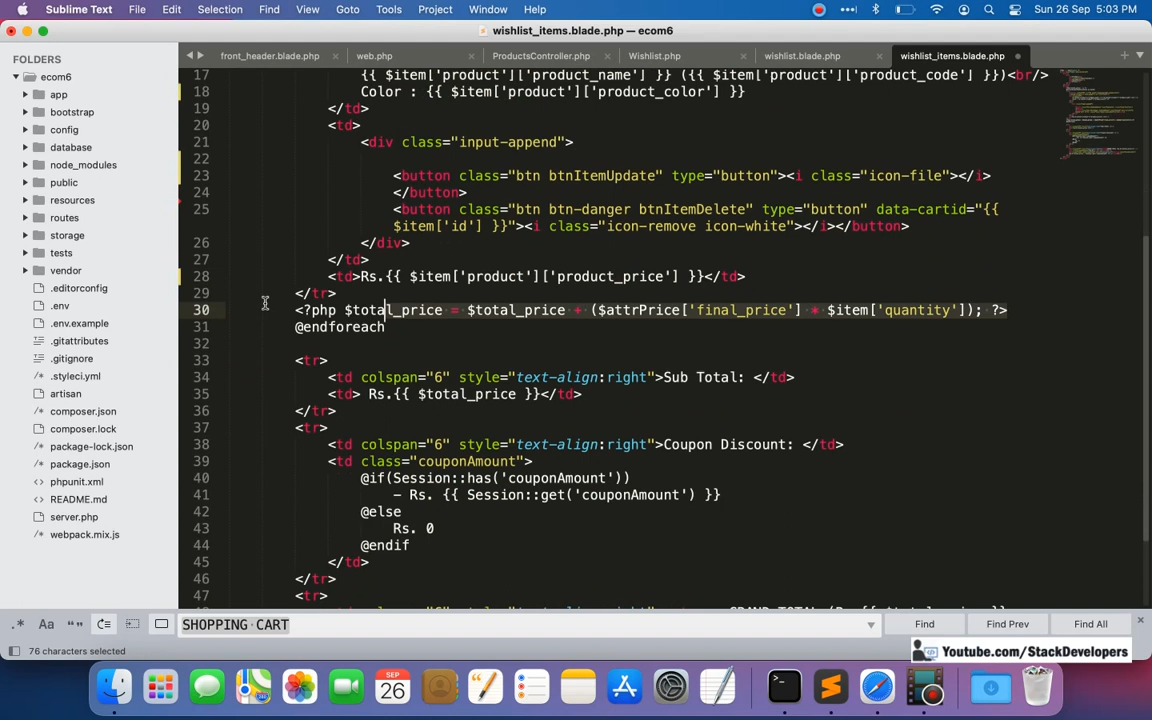 Sublime Text File Edit Selection Find View Goto Tools Project Window Help Sun 26 Sep 5:03 PM
wishlist_items.blade.php — ecom6
FOLDERS
front_header.blade.php × web.php × ProductsController.php × Wishlist.php × wishlist.blade.php × wishlist_items.blade.php
ecom6
app
bootstrap
config
database
node_modules
public
resources
routes
storage
tests
vendor
.editorconfig
.env
.env.example
.gitattributes
.gitignore
.styleci.yml
artisan
composer.json
composer.lock
package-lock.json
package.json
phpunit.xml
README.md
server.php
webpack.mix.js
17 {{ $item['product']['product_name'] }} ({{ $item['product']['product_code'] }})<br/>
18 Color : {{ $item['product']['product_color'] }}
19 </td>
20 <td>
21 <div class="input-append">
22
23 <button class="btn btnItemUpdate" type="button"><i class="icon-file"></i>
24 </button>
25 <button class="btn btn-danger btnItemDelete" type="button" data-cartid="{{
$item['id'] }}"><i class="icon-remove icon-white"></i></button>
26 </div>
27 </td>
28 <td>Rs.{{ $item['product']['product_price'] }}</td>
29 </tr>
30 <?php $total_price = $total_price + ($attrPrice['final_price'] * $item['quantity']); ?>
31 @endforeach
32
33 <tr>
34 <td colspan="6" style="text-align:right">Sub Total: </td>
35 <td> Rs.{{ $total_price }}</td>
36 </tr>
37 <tr>
38 <td colspan="6" style="text-align:right">Coupon Discount: </td>
39 <td class="couponAmount">
40 @if(Session::has('couponAmount'))
41 - Rs. {{ Session::get('couponAmount') }}
42 @else
43 Rs. 0
44 @endif
45 </td>
46 </tr>
47 <tr>
SHOPPING CART Find Find Prev Find All
76 characters selected
Youtube.com/StackDevelopers
SEP
26